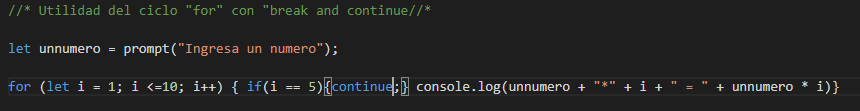 //* Utilidad del ciclo "for" con "break and continue//*
let unnumero = prompt("Ingresa un numero");
for (let i = 1; i <=10; i++) { if(i == 5){continue;} console.log(unnumero + "*" + i + " = " + unnumero * i)}